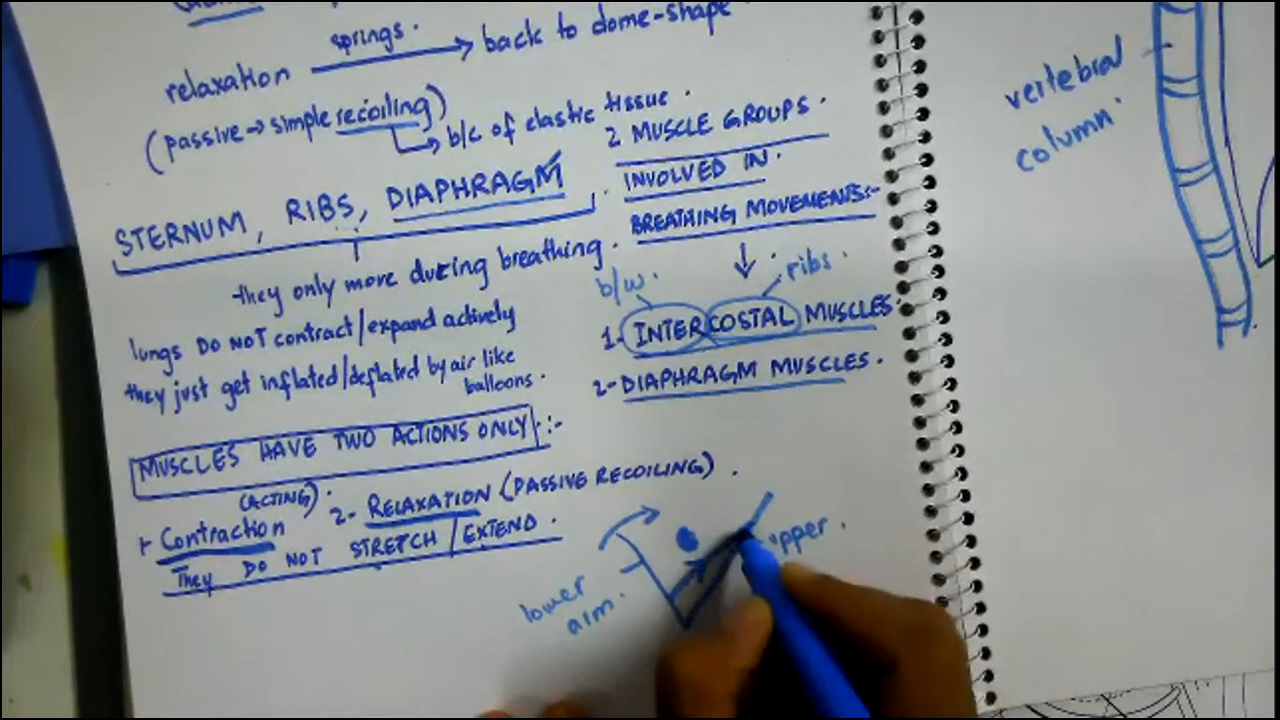 springs.
relaxation → back to dome-shape
(passive → simple recoiling)
→ b/c of elastic tissue.
STERNUM, RIBS, DIAPHRAGM
they only move during breathing.
lungs DO NOT contract/expand actively
they just get inflated/deflated by air like
balloons.
MUSCLES HAVE TWO ACTIONS ONLY:-
(ACTING).
1- Contraction 2- RELAXATION (PASSIVE RECOILING).
They DO NOT STRETCH/EXTEND.
2 MUSCLE GROUPS.
INVOLVED IN.
BREATHING MOVEMENTS:-
b/w. ribs.
1- INTERCOSTAL MUSCLES.
2- DIAPHRAGM MUSCLES.
lower
arm.
upper.
vertebral
column.